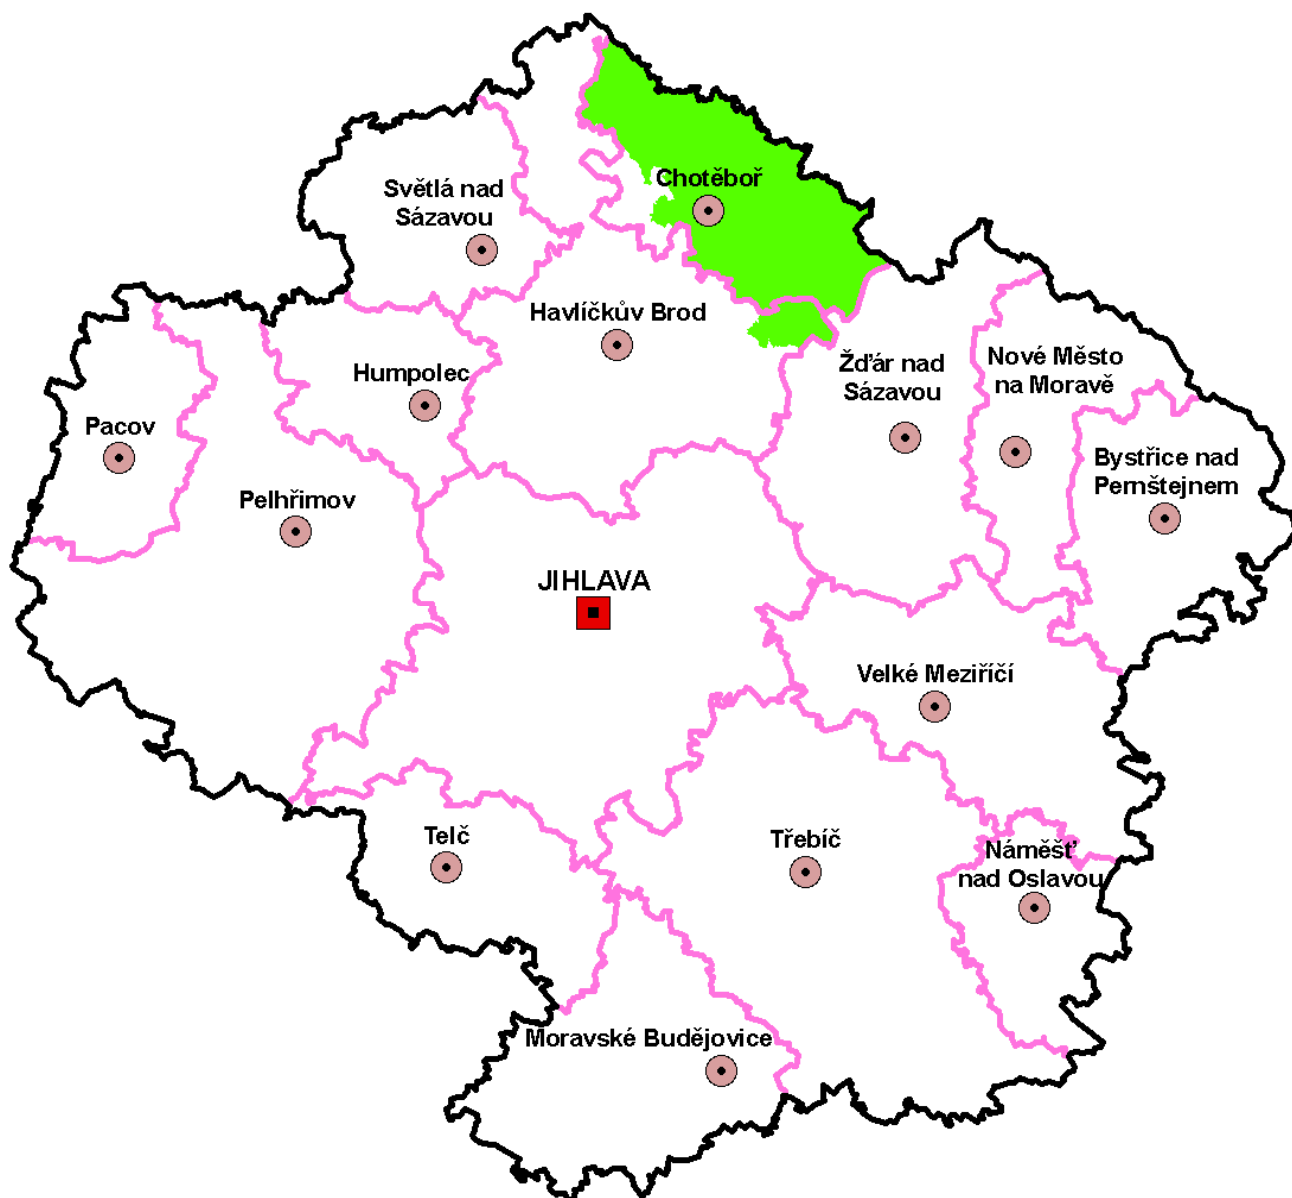 Chotěboř
Světlá nad
Sázavou
Havlíčkův Brod
Žďár nad
Sázavou
Nové Město
na Moravě
Humpolec
Pacov
Bystřice nad
Pernštejnem
Pelhřimov
JIHLAVA
Velké Meziříčí
Telč
Třebíč
Náměšť
nad Oslavou
Moravské Budějovice